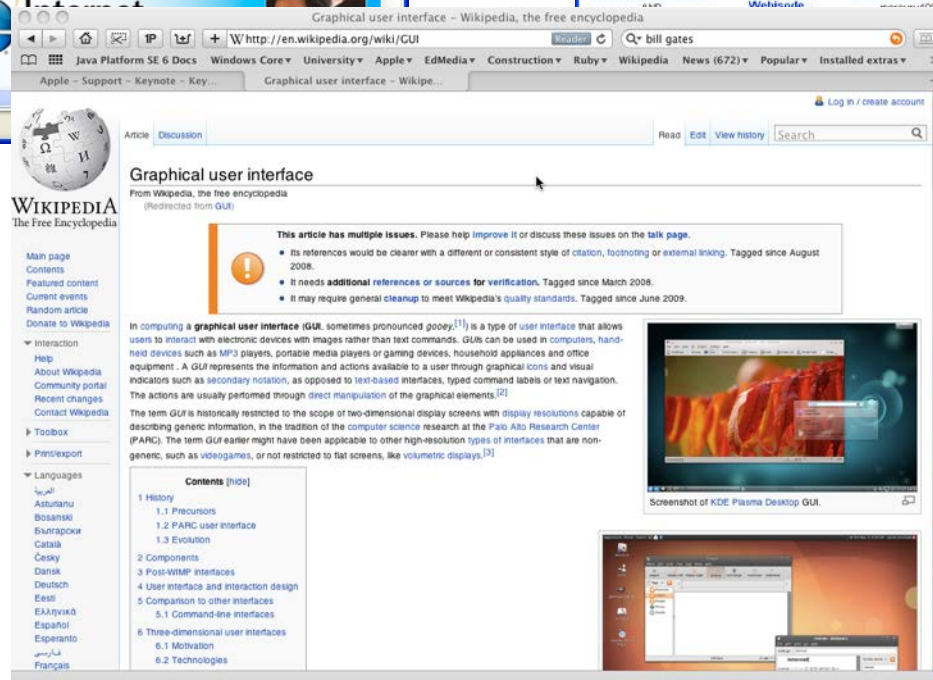 Internet
AND
Webisode
Graphical user interface – Wikipedia, the free encyclopedia
1P
+
W http://en.wikipedia.org/wiki/GUI
Reader
bill gates
Java Platform SE 6 Docs Windows Core University Apple EdMedia Construction Ruby Wikipedia News (672) Popular Installed extras
Apple – Support – Keynote – Key...
Graphical user interface – Wikipe...
Log in / create account
Article Discussion
Read Edit View history Search
WIKIPEDIA
The Free Encyclopedia
Main page
Contents
Featured content
Current events
Random article
Donate to Wikipedia
Interaction
Help
About Wikipedia
Community portal
Recent changes
Contact Wikipedia
Toolbox
Print/export
Languages
العربية
Asturianu
Bosanski
Български
Català
Česky
Dansk
Deutsch
Eesti
Ελληνικά
Español
Esperanto
فارسی
Français
Graphical user interface
From Wikipedia, the free encyclopedia
(Redirected from GUI)
This article has multiple issues. Please help improve it or discuss these issues on the talk page.
• Its references would be clearer with a different or consistent style of citation, footnoting or external linking. Tagged since August
2008.
• It needs additional references or sources for verification. Tagged since March 2008.
• It may require general cleanup to meet Wikipedia's quality standards. Tagged since June 2009.
In computing a graphical user interface (GUI, sometimes pronounced gooey,[1]) is a type of user interface that allows
users to interact with electronic devices with images rather than text commands. GUIs can be used in computers, hand-
held devices such as MP3 players, portable media players or gaming devices, household appliances and office
equipment . A GUI represents the information and actions available to a user through graphical icons and visual
indicators such as secondary notation, as opposed to text-based interfaces, typed command labels or text navigation.
The actions are usually performed through direct manipulation of the graphical elements.[2]
The term GUI is historically restricted to the scope of two-dimensional display screens with display resolutions capable of
describing generic information, in the tradition of the computer science research at the Palo Alto Research Center
(PARC). The term GUI earlier might have been applicable to other high-resolution types of interfaces that are non-
generic, such as videogames, or not restricted to flat screens, like volumetric displays.[3]
Contents [hide]
1 History
1.1 Precursors
1.2 PARC user interface
1.3 Evolution
2 Components
3 Post-WIMP interfaces
4 User interface and interaction design
5 Comparison to other interfaces
5.1 Command-line interfaces
6 Three-dimensional user interfaces
6.1 Motivation
6.2 Technologies
Screenshot of KDE Plasma Desktop GUI.